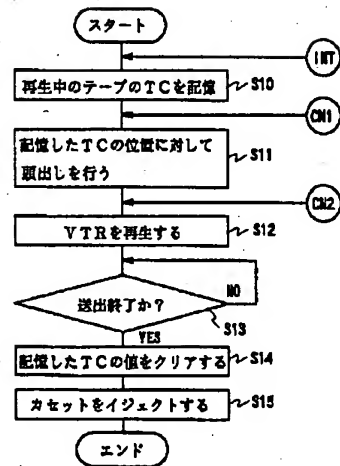 スタート
INT
再生中のテープのTCを記憶 S10
CN1
記憶したTCの位置に対して
頭出しを行う S11
CN2
VTRを再生する S12
送出終了か? NO
S13
YES
記憶したTCの値をクリアする S14
カセットをイジェクトする S15
エンド